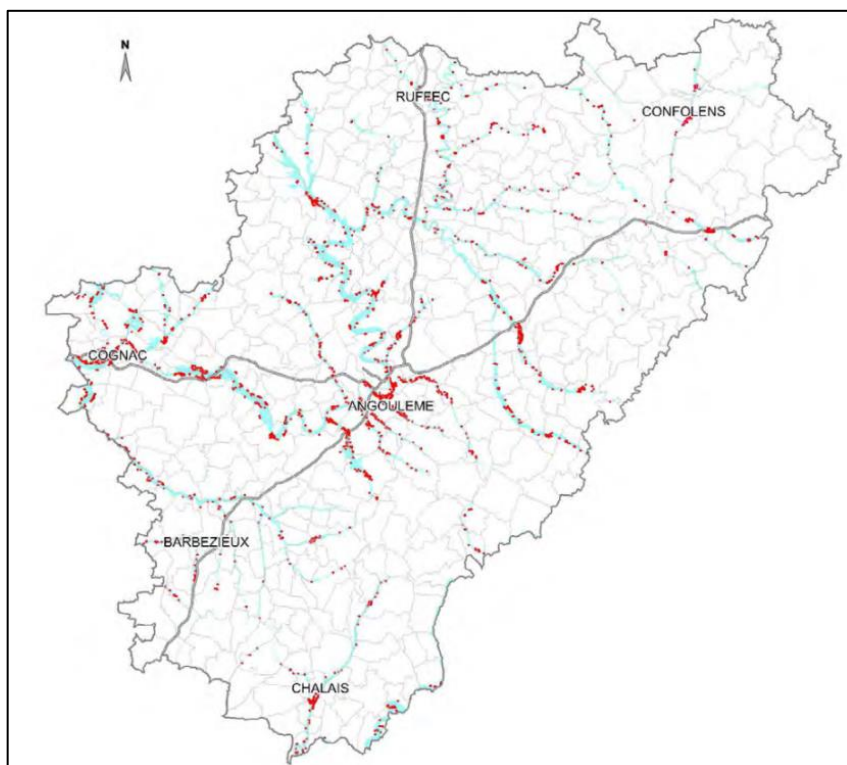 N
RUFFEC
CONFOLENS
COGNAC
ANGOULEME
BARBEZIEUX
CHALAIS